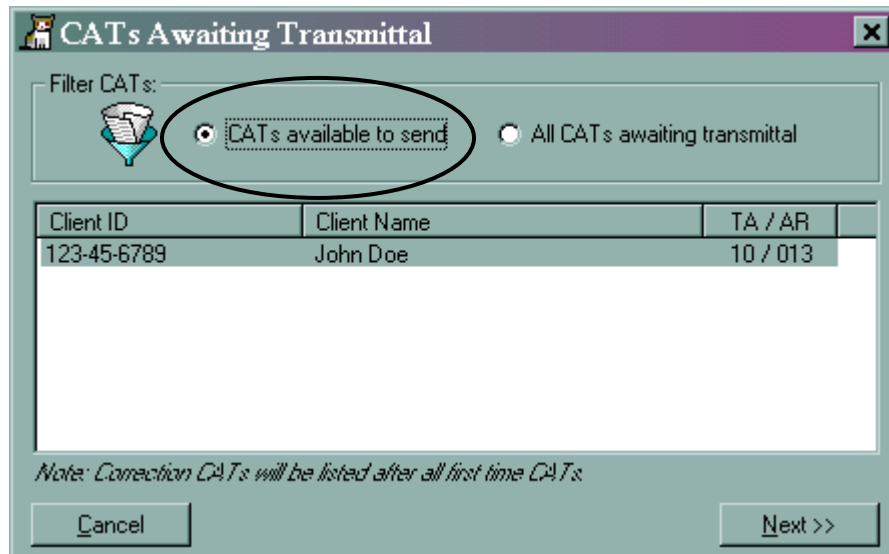 CATs Awaiting Transmittal
Filter CATs:
CATs available to send All CATs awaiting transmittal
Client ID Client Name TA / AR
123-45-6789 John Doe 10 / 013
Note: Correction CATs will be listed after all first time CATs.
Cancel Next >>